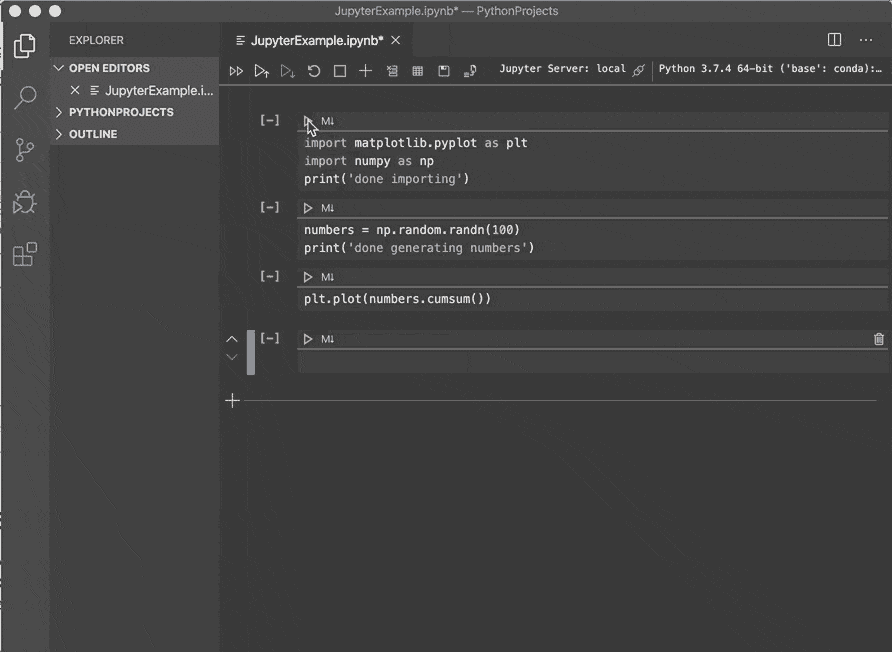 JupyterExample.ipynb* — PythonProjects
EXPLORER
OPEN EDITORS
JupyterExample.i...
PYTHONPROJECTS
OUTLINE
JupyterExample.ipynb*
Jupyter Server: local
Python 3.7.4 64-bit ('base': conda):…
[-]
M↓
import matplotlib.pyplot as plt
import numpy as np
print('done importing')
[-]
M↓
numbers = np.random.randn(100)
print('done generating numbers')
[-]
M↓
plt.plot(numbers.cumsum())
[-]
M↓